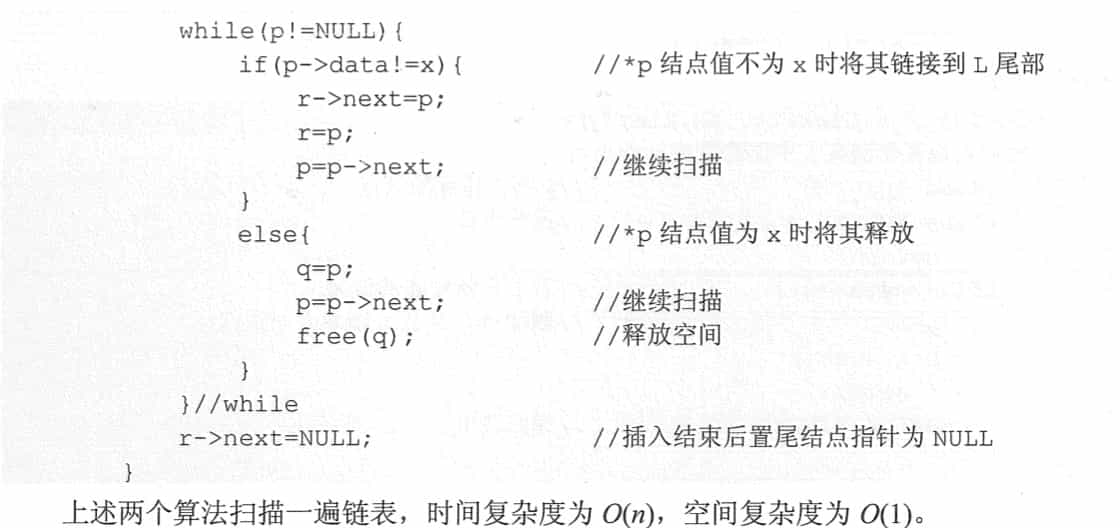 while(p!=NULL){
if(p->data!=x){ //*p 结点值不为 x 时将其链接到 L 尾部
r->next=p;
r=p;
p=p->next; //继续扫描
}
else{ //*p 结点值为 x 时将其释放
q=p;
p=p->next; //继续扫描
free(q); //释放空间
}
}//while
r->next=NULL; //插入结束后置尾结点指针为 NULL
}
上述两个算法扫描一遍链表，时间复杂度为 O(n)，空间复杂度为 O(1)。